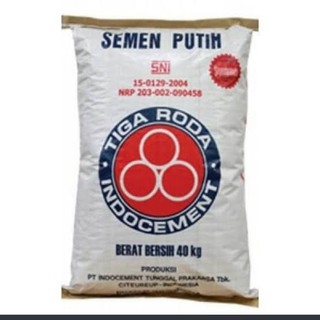 SEMEN PUTIH
SNI
15-0129-2004
NRP 203-002-090458
TIGA RODA
INDOCEMENT
BERAT BERSIH 40 kg
PRODUKSI
PT INDOCEMENT TUNGGAL PRAKARSA Tbk.
CITEUREUP - INDONESIA